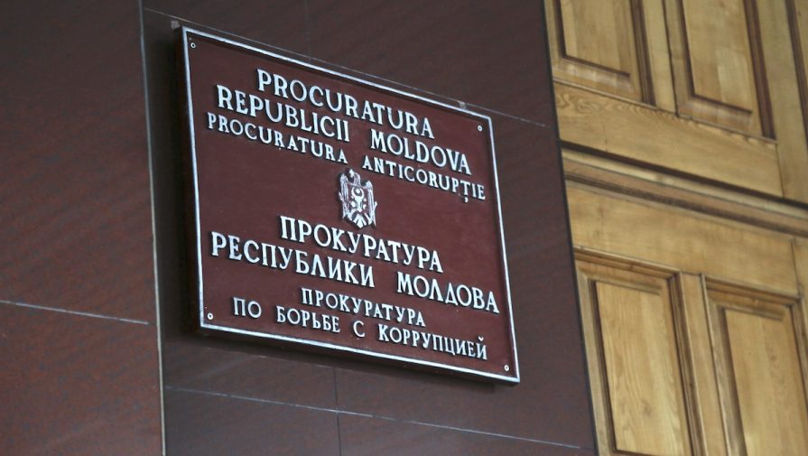 PROCURATURA
REPUBLICII MOLDOVA
PROCURATURA ANTICORUPȚIE
ПРОКУРАТУРА
РЕСПУБЛИКИ МОЛДОВА
ПРОКУРАТУРА
ПО БОРЬБЕ С КОРРУПЦИЕЙ